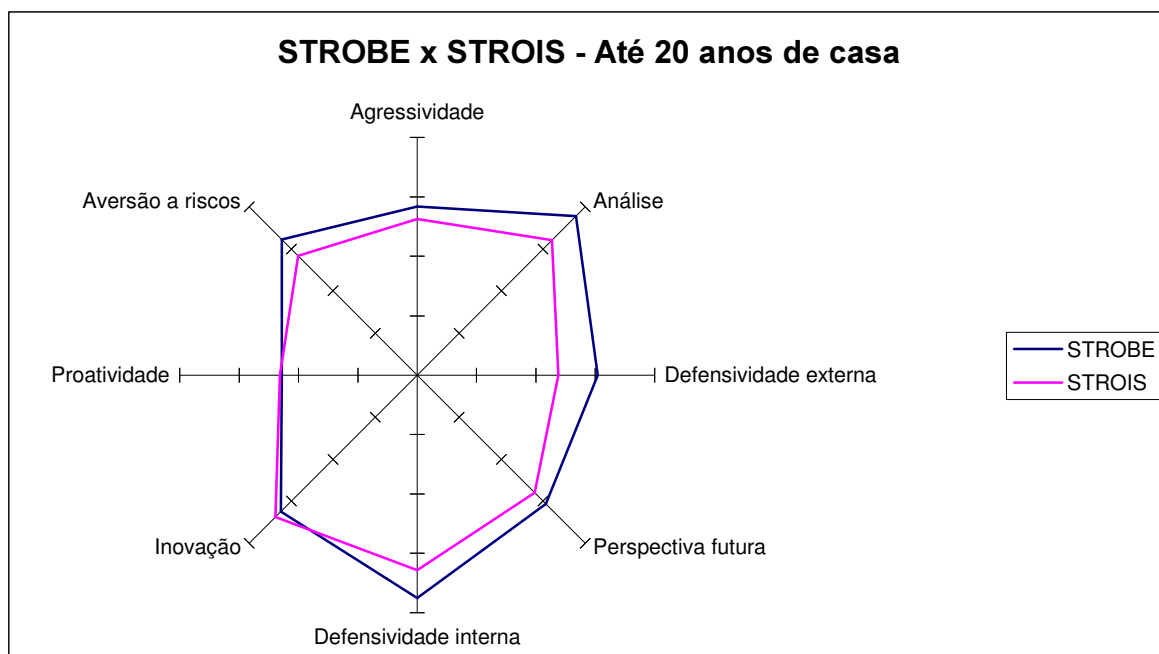 STROBE x STROIS - Até 20 anos de casa
Agressividade
Análise
Defensividade externa
Perspectiva futura
Defensividade interna
Inovação
Proatividade
Aversão a riscos
STROBE
STROIS